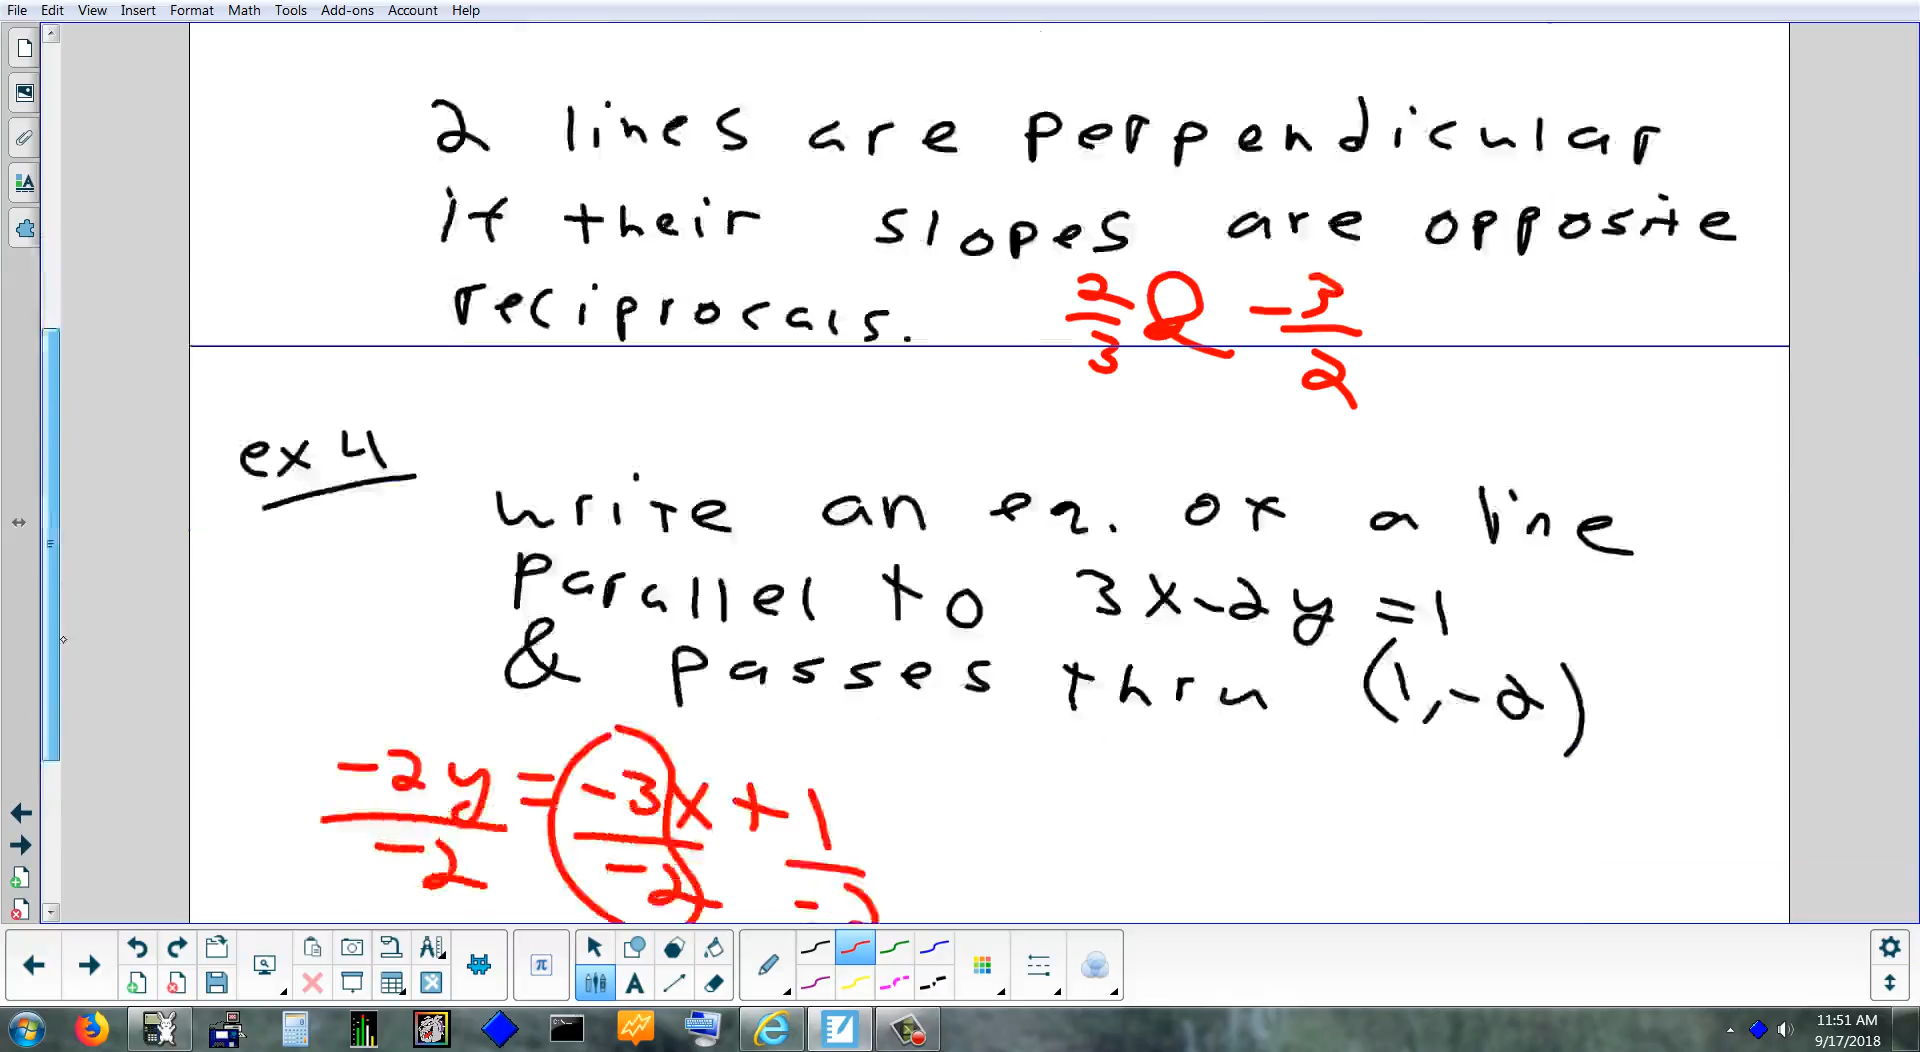 File Edit View Insert Format Math Tools Add-ons Account Help
2 lines are perpendicular
if their slopes are opposite
reciprocals. 2/3 & -3/2
ex 4
write an eq. of a line
parallel to 3x-2y=1
& passes thru (1,-2)
-2y/-2 = -3x/-2 + 1/-2
π
A
11:51 AM
9/17/2018